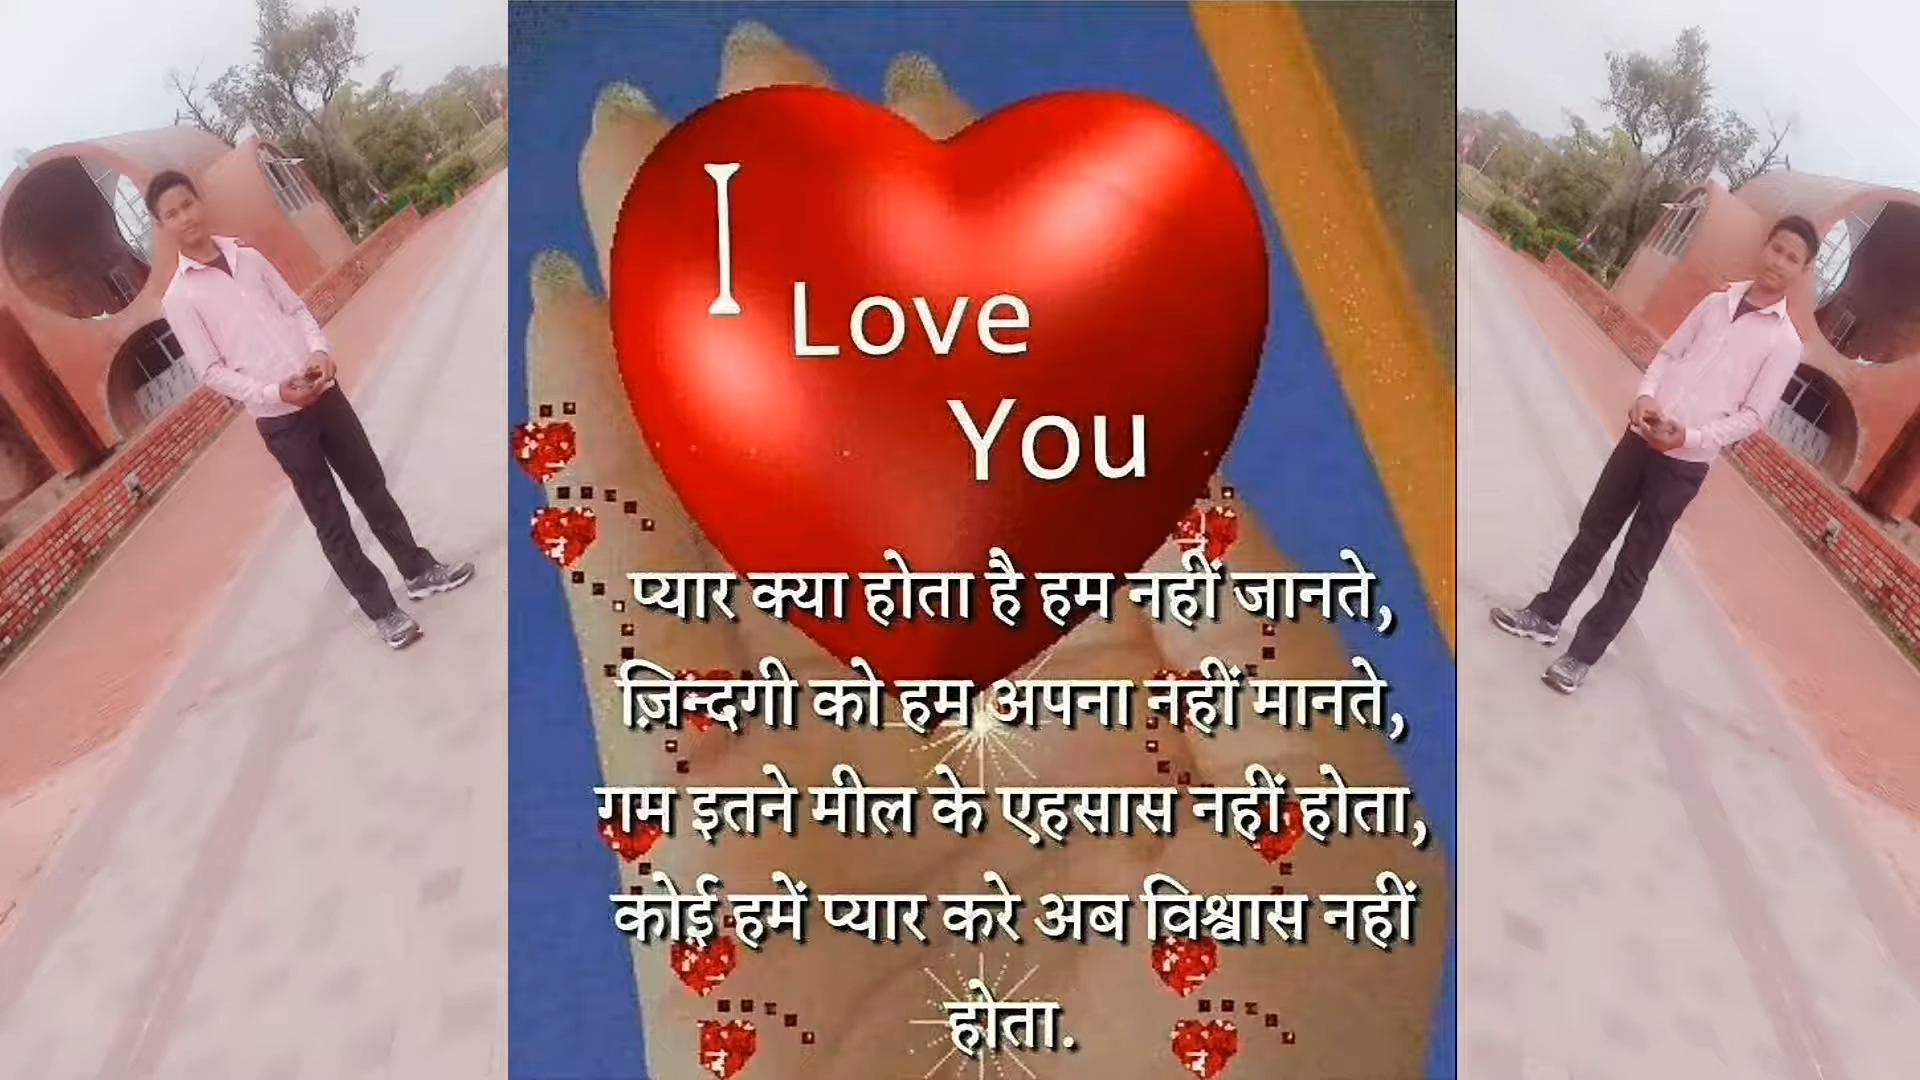 I
Love
You
प्यार क्या होता है हम नहीं जानते,
ज़िन्दगी को हम अपना नहीं मानते,
गम इतने मील के एहसास नहीं होता,
कोई हमें प्यार करे अब विश्वास नहीं
होता.